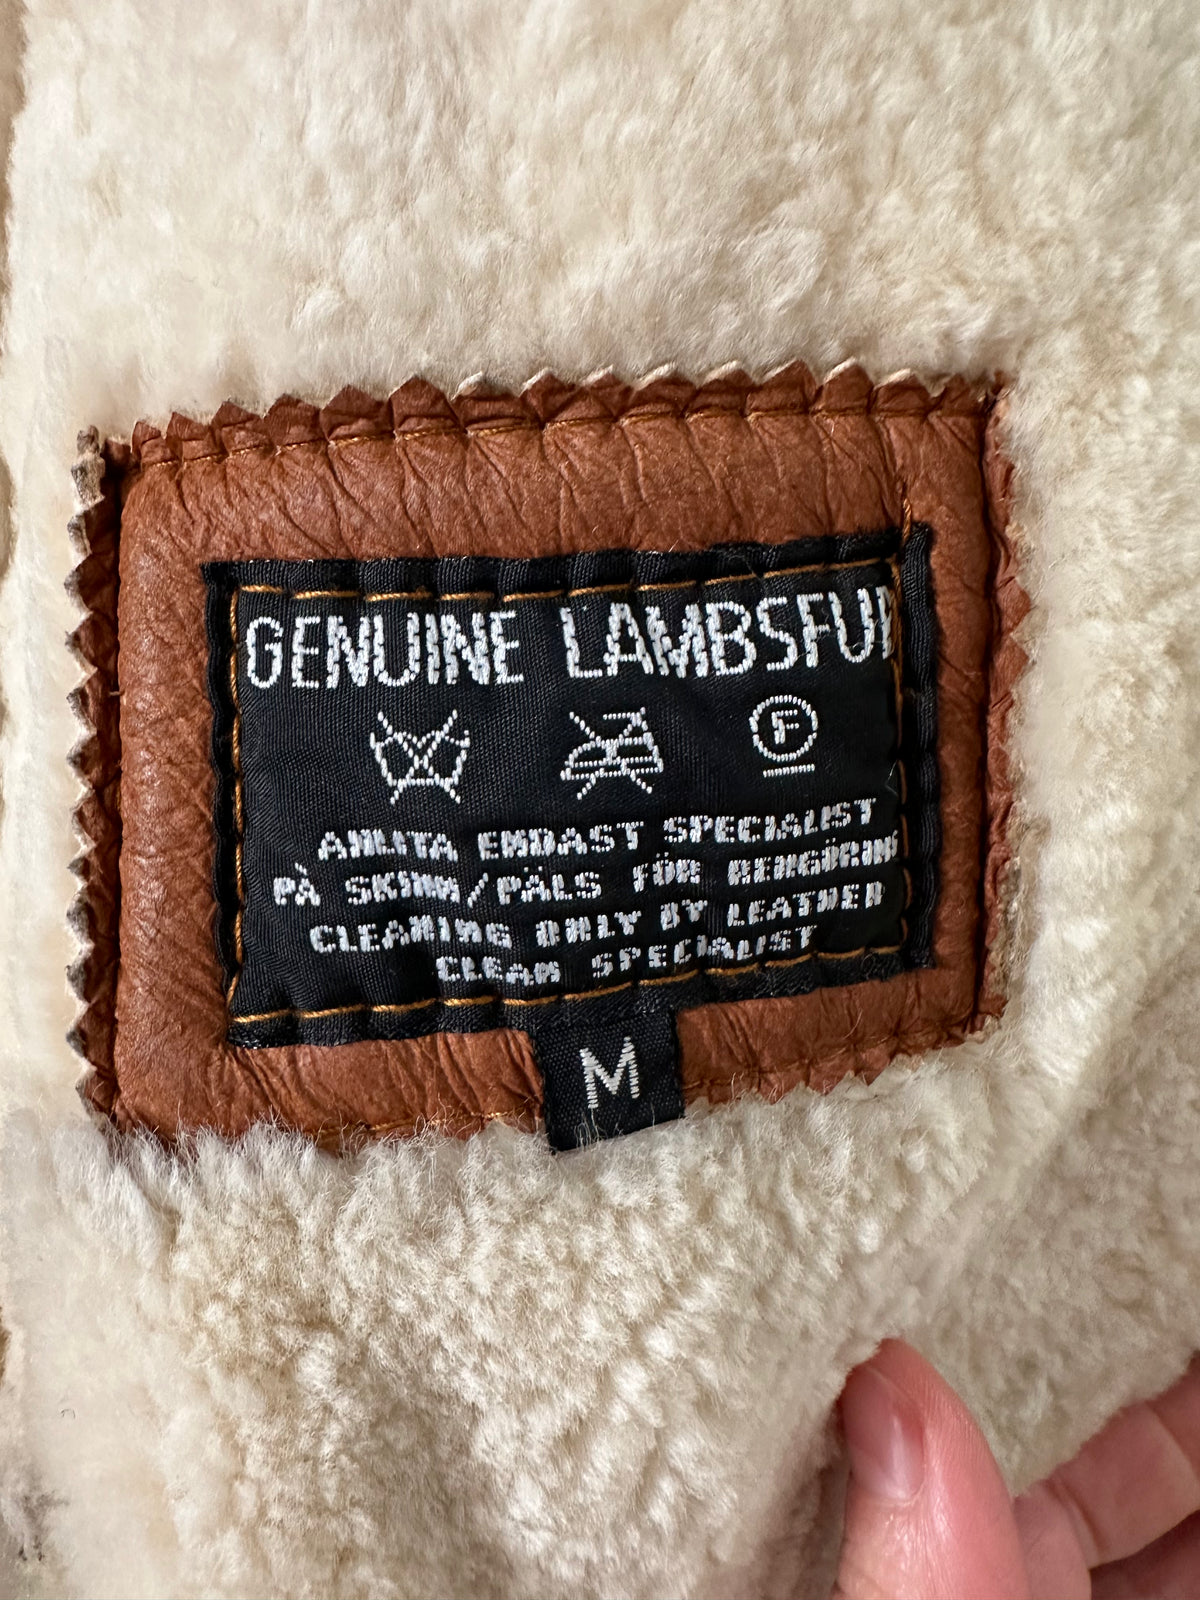 GENUINE LAMBSFUR
F
ANLITA ENDAST SPECIALIST
PÅ SKINN/PÄLS FÖR RENGÖRING
CLEANING ONLY BY LEATHER
CLEAN SPECIALIST
M